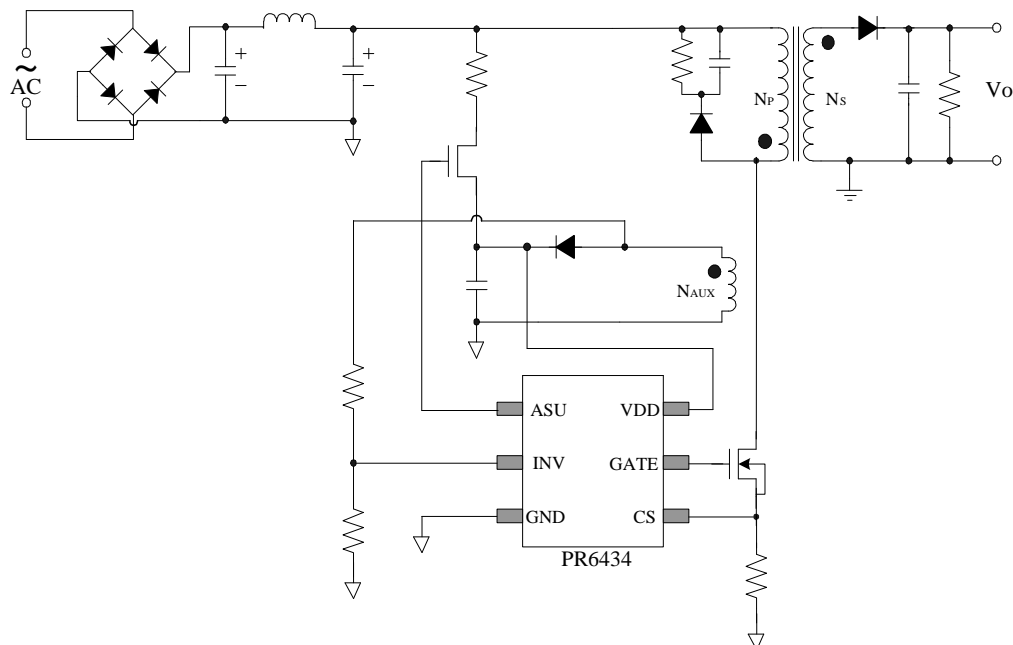 ~
AC
+
−
+
−
NP
NS
Vo
NAUX
ASU
VDD
INV
GATE
GND
CS
PR6434